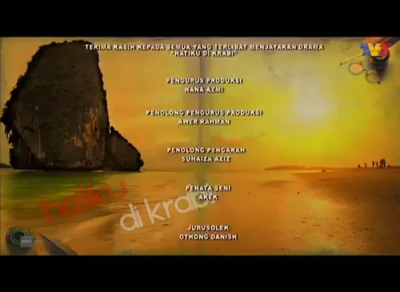 TERIMA KASIH KEPADA SEMUA YANG TERLIBAT MENJAYAKAN DRAMA
"HATIKU DI KRABI"
TV3
PENGURUS PRODUKSI
NANA AZMI
PENOLONG PENGURUS PRODUKSI
AWER RAHMAN
PENOLONG PENGARAH
SUHAIZA AZIZ
PENATA SENI
AKEK
hatiku
di krabi
JURUSOLEK
OTHONG DANISH